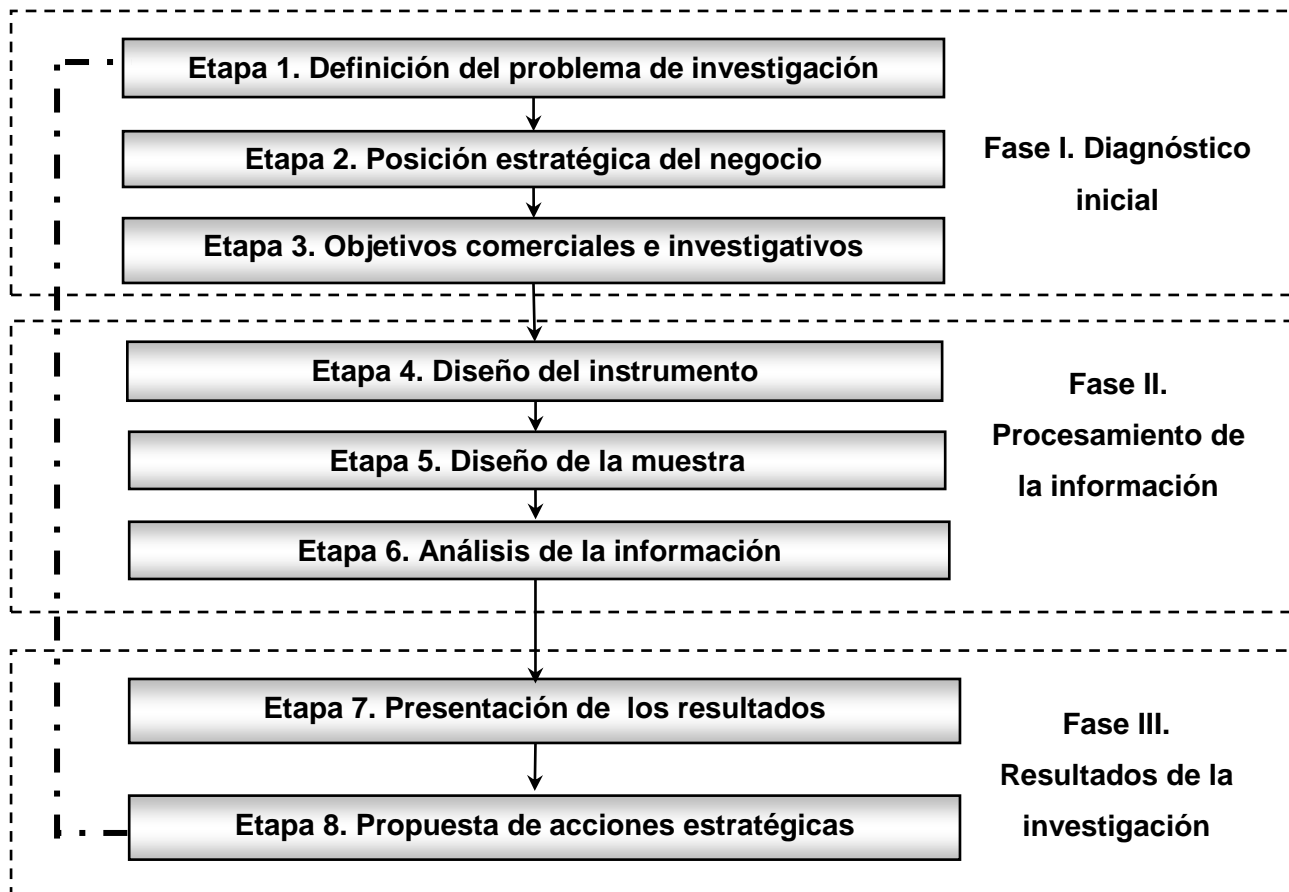 Etapa 1. Definición del problema de investigación
Etapa 2. Posición estratégica del negocio
Etapa 3. Objetivos comerciales e investigativos
Fase I. Diagnóstico
inicial
Etapa 4. Diseño del instrumento
Etapa 5. Diseño de la muestra
Etapa 6. Análisis de la información
Fase II.
Procesamiento de
la información
Etapa 7. Presentación de  los resultados
Etapa 8. Propuesta de acciones estratégicas
Fase III.
Resultados de la
investigación